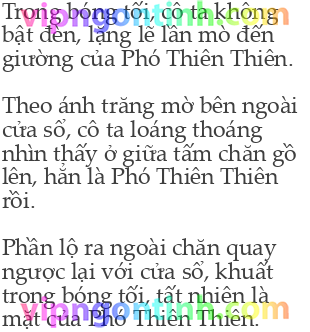 Trong bóng tối, cô ta không
bật đèn, lặng lẽ lần mò đến
giường của Phó Thiên Thiên.
Theo ánh trăng mờ bên ngoài
cửa sổ, cô ta loáng thoáng
nhìn thấy ở giữa tấm chăn gồ
lên, hẳn là Phó Thiên Thiên
rồi.
Phần lộ ra ngoài chăn quay
ngược lại với cửa sổ, khuất
trong bóng tối, tất nhiên là
mặt của Phó Thiên Thiên.
vipngontinh.com
vipngontinh.com